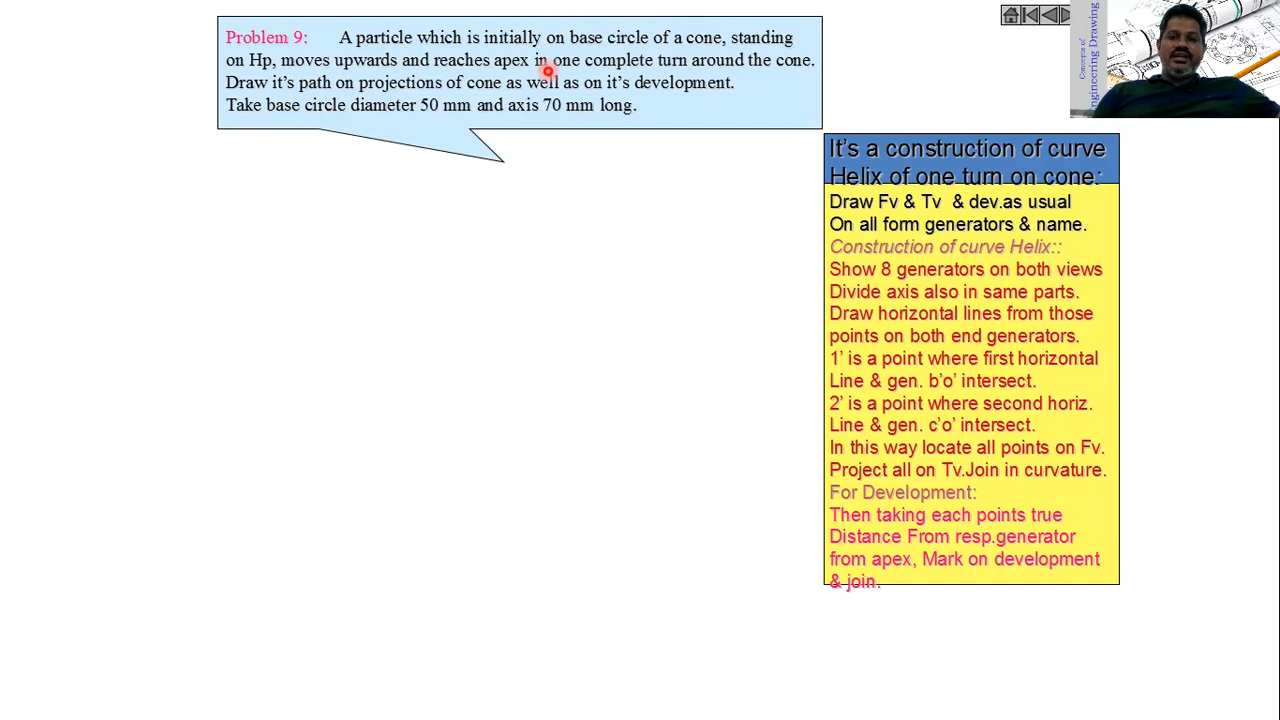 Problem 9: A particle which is initially on base circle of a cone, standing
on Hp, moves upwards and reaches apex in one complete turn around the cone.
Draw it's path on projections of cone as well as on it's development.
Take base circle diameter 50 mm and axis 70 mm long.
It's a construction of curve
Helix of one turn on cone:
Draw Fv & Tv & dev.as usual
On all form generators & name.
Construction of curve Helix::
Show 8 generators on both views
Divide axis also in same parts.
Draw horizontal lines from those
points on both end generators.
1' is a point where first horizontal
Line & gen. b'o' intersect.
2' is a point where second horiz.
Line & gen. c'o' intersect.
In this way locate all points on Fv.
Project all on Tv.Join in curvature.
For Development:
Then taking each points true
Distance From resp.generator
from apex, Mark on development
& join.
Concepts of
Engineering Drawing